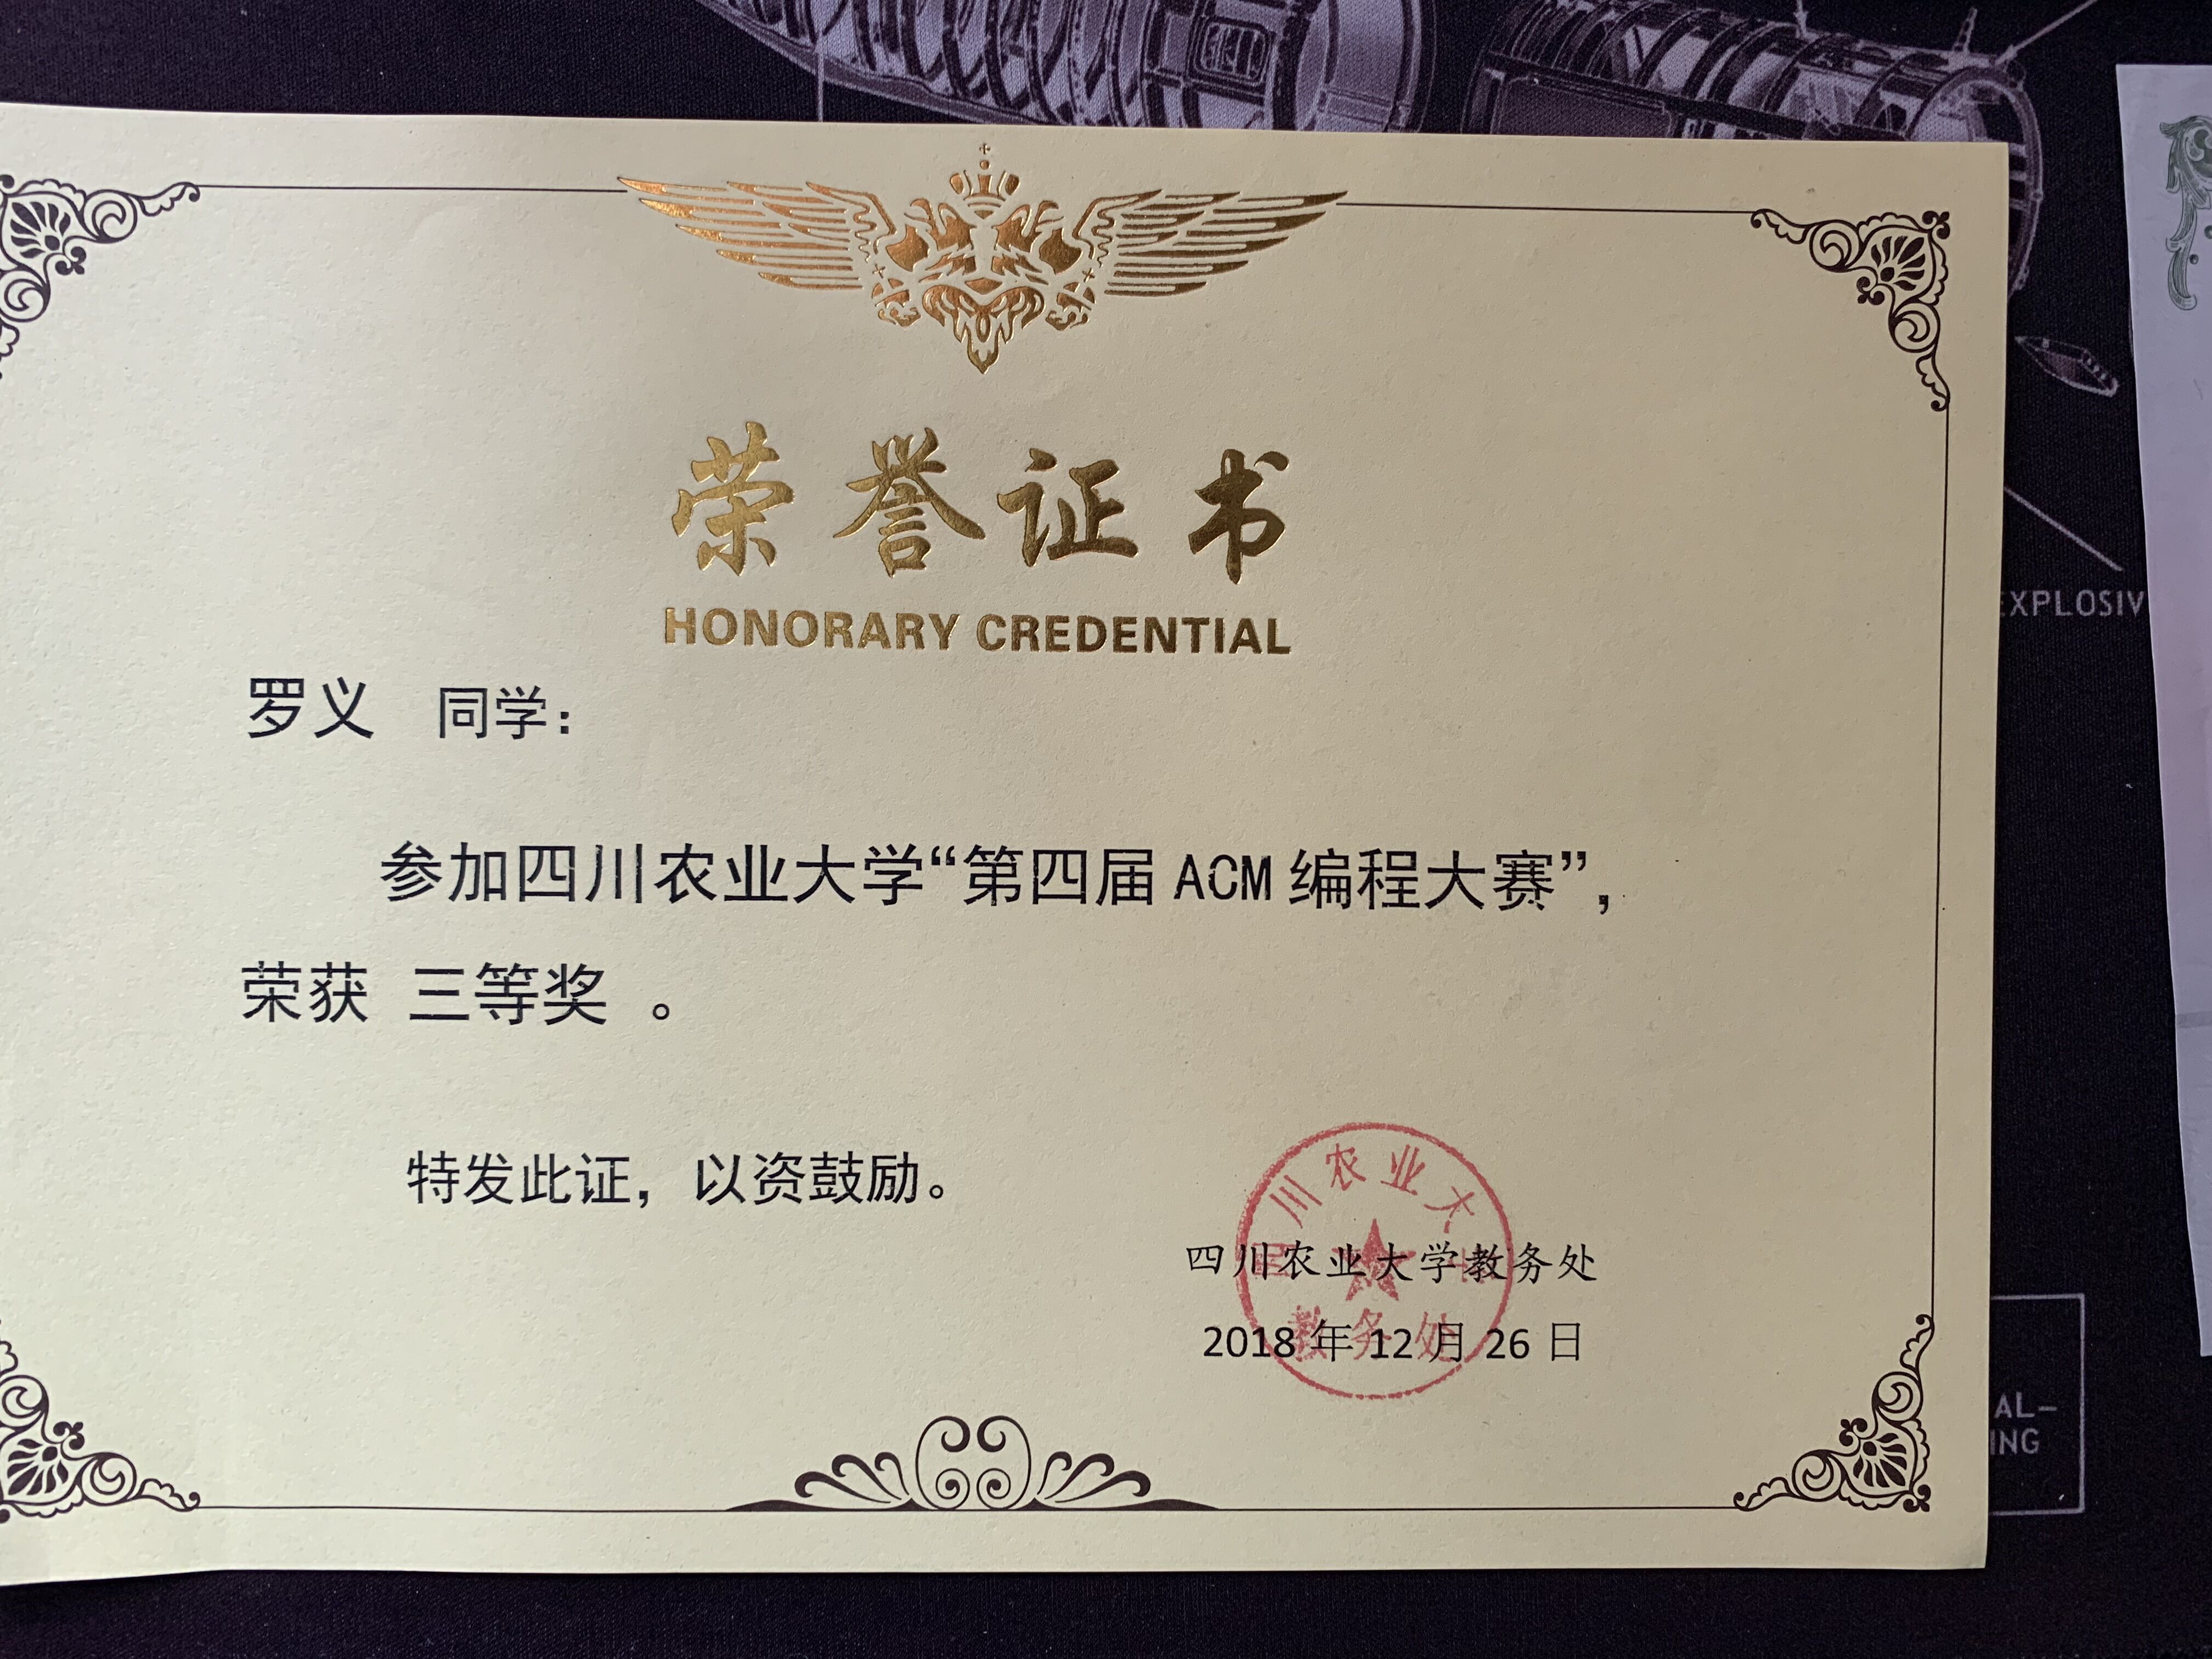 荣誉证书
HONORARY CREDENTIAL
罗义 同学：
参加四川农业大学“第四届 ACM 编程大赛”，
荣获 三等奖 。
特发此证，以资鼓励。
四川农业大学教务处
2018 年 12 月 26 日
四川农业大学
教务处
EXPLOSIV
AL-
ING